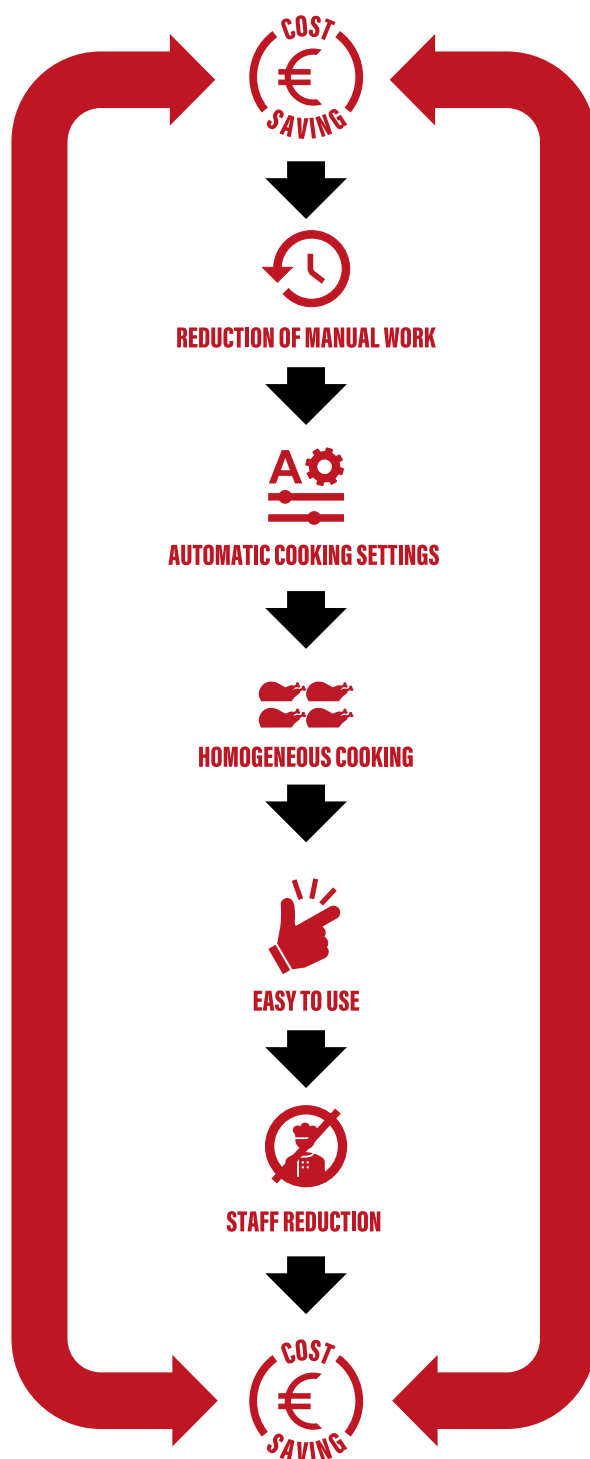 COST
€
SAVING
REDUCTION OF MANUAL WORK
A
AUTOMATIC COOKING SETTINGS
HOMOGENEOUS COOKING
EASY TO USE
STAFF REDUCTION
COST
€
SAVING